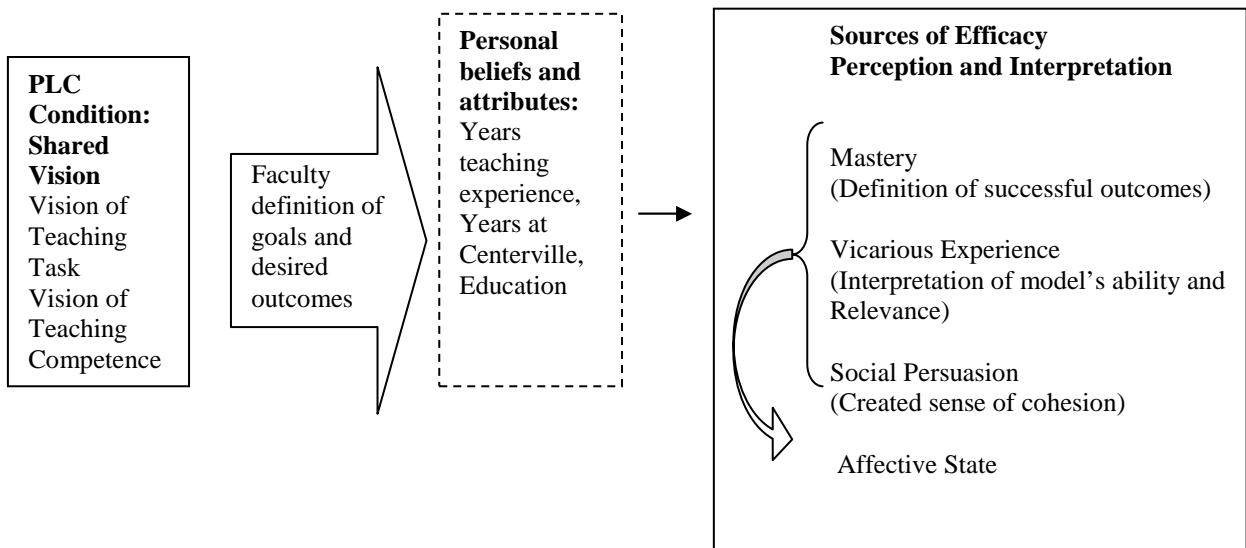 PLC
Condition:
Shared
Vision
Vision of
Teaching
Task
Vision of
Teaching
Competence
Faculty
definition of
goals and
desired
outcomes
Personal
beliefs and
attributes:
Years
teaching
experience,
Years at
Centerville,
Education
Sources of Efficacy
Perception and Interpretation
Mastery
(Definition of successful outcomes)
Vicarious Experience
(Interpretation of model’s ability and
Relevance)
Social Persuasion
(Created sense of cohesion)
Affective State